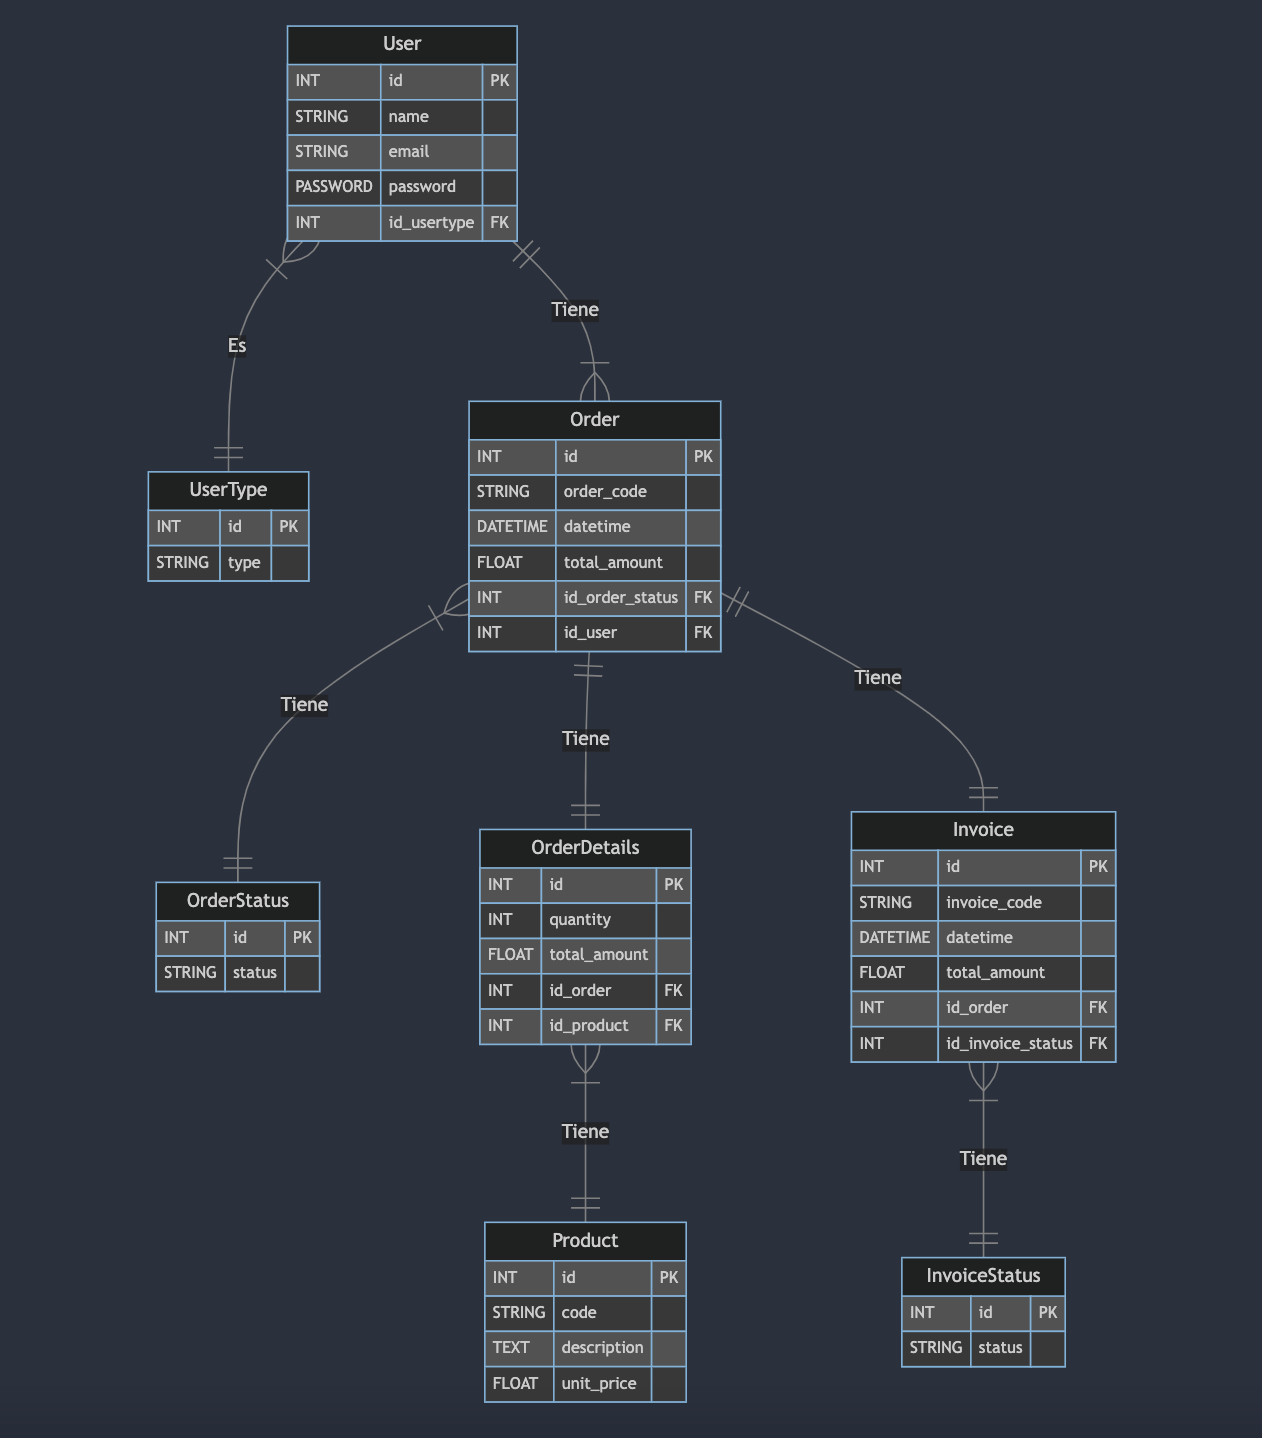 User
INT id PK
STRING name
STRING email
PASSWORD password
INT id_usertype FK
Tiene
Es
Order
INT id PK
STRING order_code
DATETIME datetime
FLOAT total_amount
INT id_order_status FK
INT id_user FK
UserType
INT id PK
STRING type
Tiene
Tiene
Tiene
Invoice
INT id PK
STRING invoice_code
DATETIME datetime
FLOAT total_amount
INT id_order FK
INT id_invoice_status FK
OrderDetails
INT id PK
INT quantity
FLOAT total_amount
INT id_order FK
INT id_product FK
OrderStatus
INT id PK
STRING status
Tiene
Tiene
Product
INT id PK
STRING code
TEXT description
FLOAT unit_price
InvoiceStatus
INT id PK
STRING status